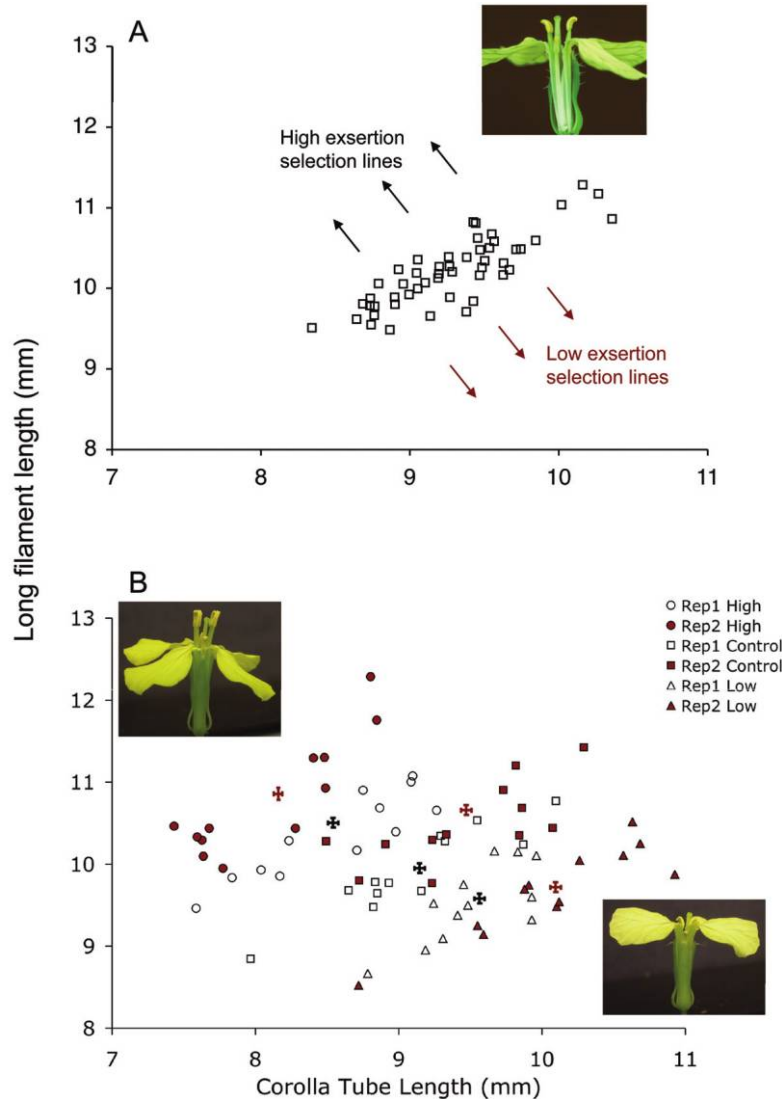 A
13
12
11
10
9
8
7
8
9
10
11
High exsertion
selection lines
Low exsertion
selection lines
Long filament length (mm)
B
13
12
11
10
9
8
7
8
9
10
11
Rep1 High
Rep2 High
Rep1 Control
Rep2 Control
Rep1 Low
Rep2 Low
Corolla Tube Length (mm)